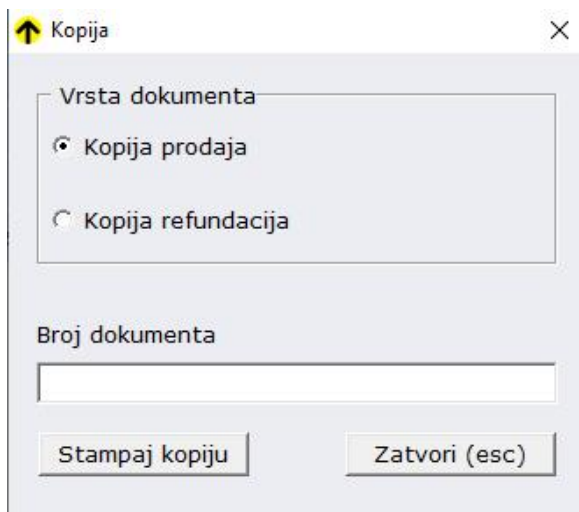 Kopija
Vrsta dokumenta
Kopija prodaja
Kopija refundacija
Broj dokumenta
Stampaj kopiju
Zatvori (esc)